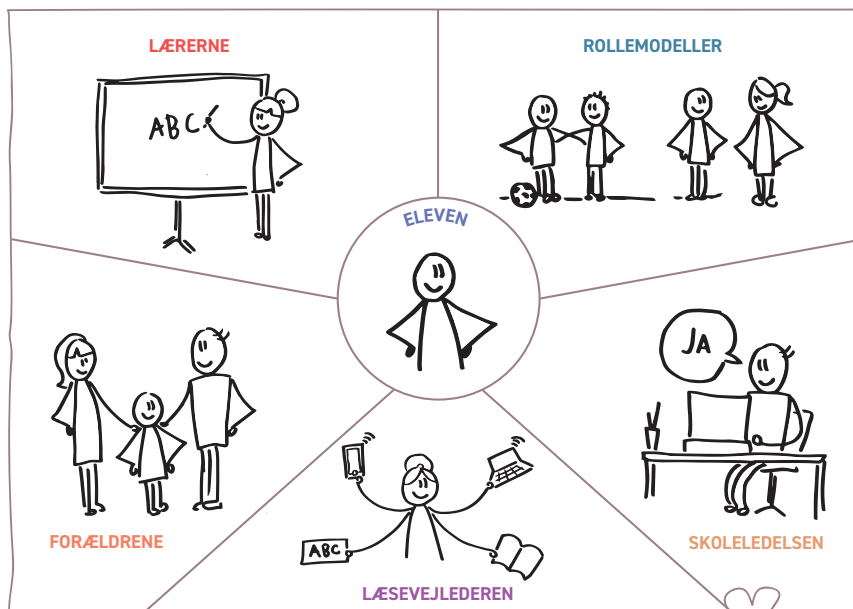 LÆRERNE
ROLLEMODELLER
ABC
ELEVEN
JA
ABC
FORÆLDRENE
SKOLELEDELSEN
LÆSEVEJLEDEREN